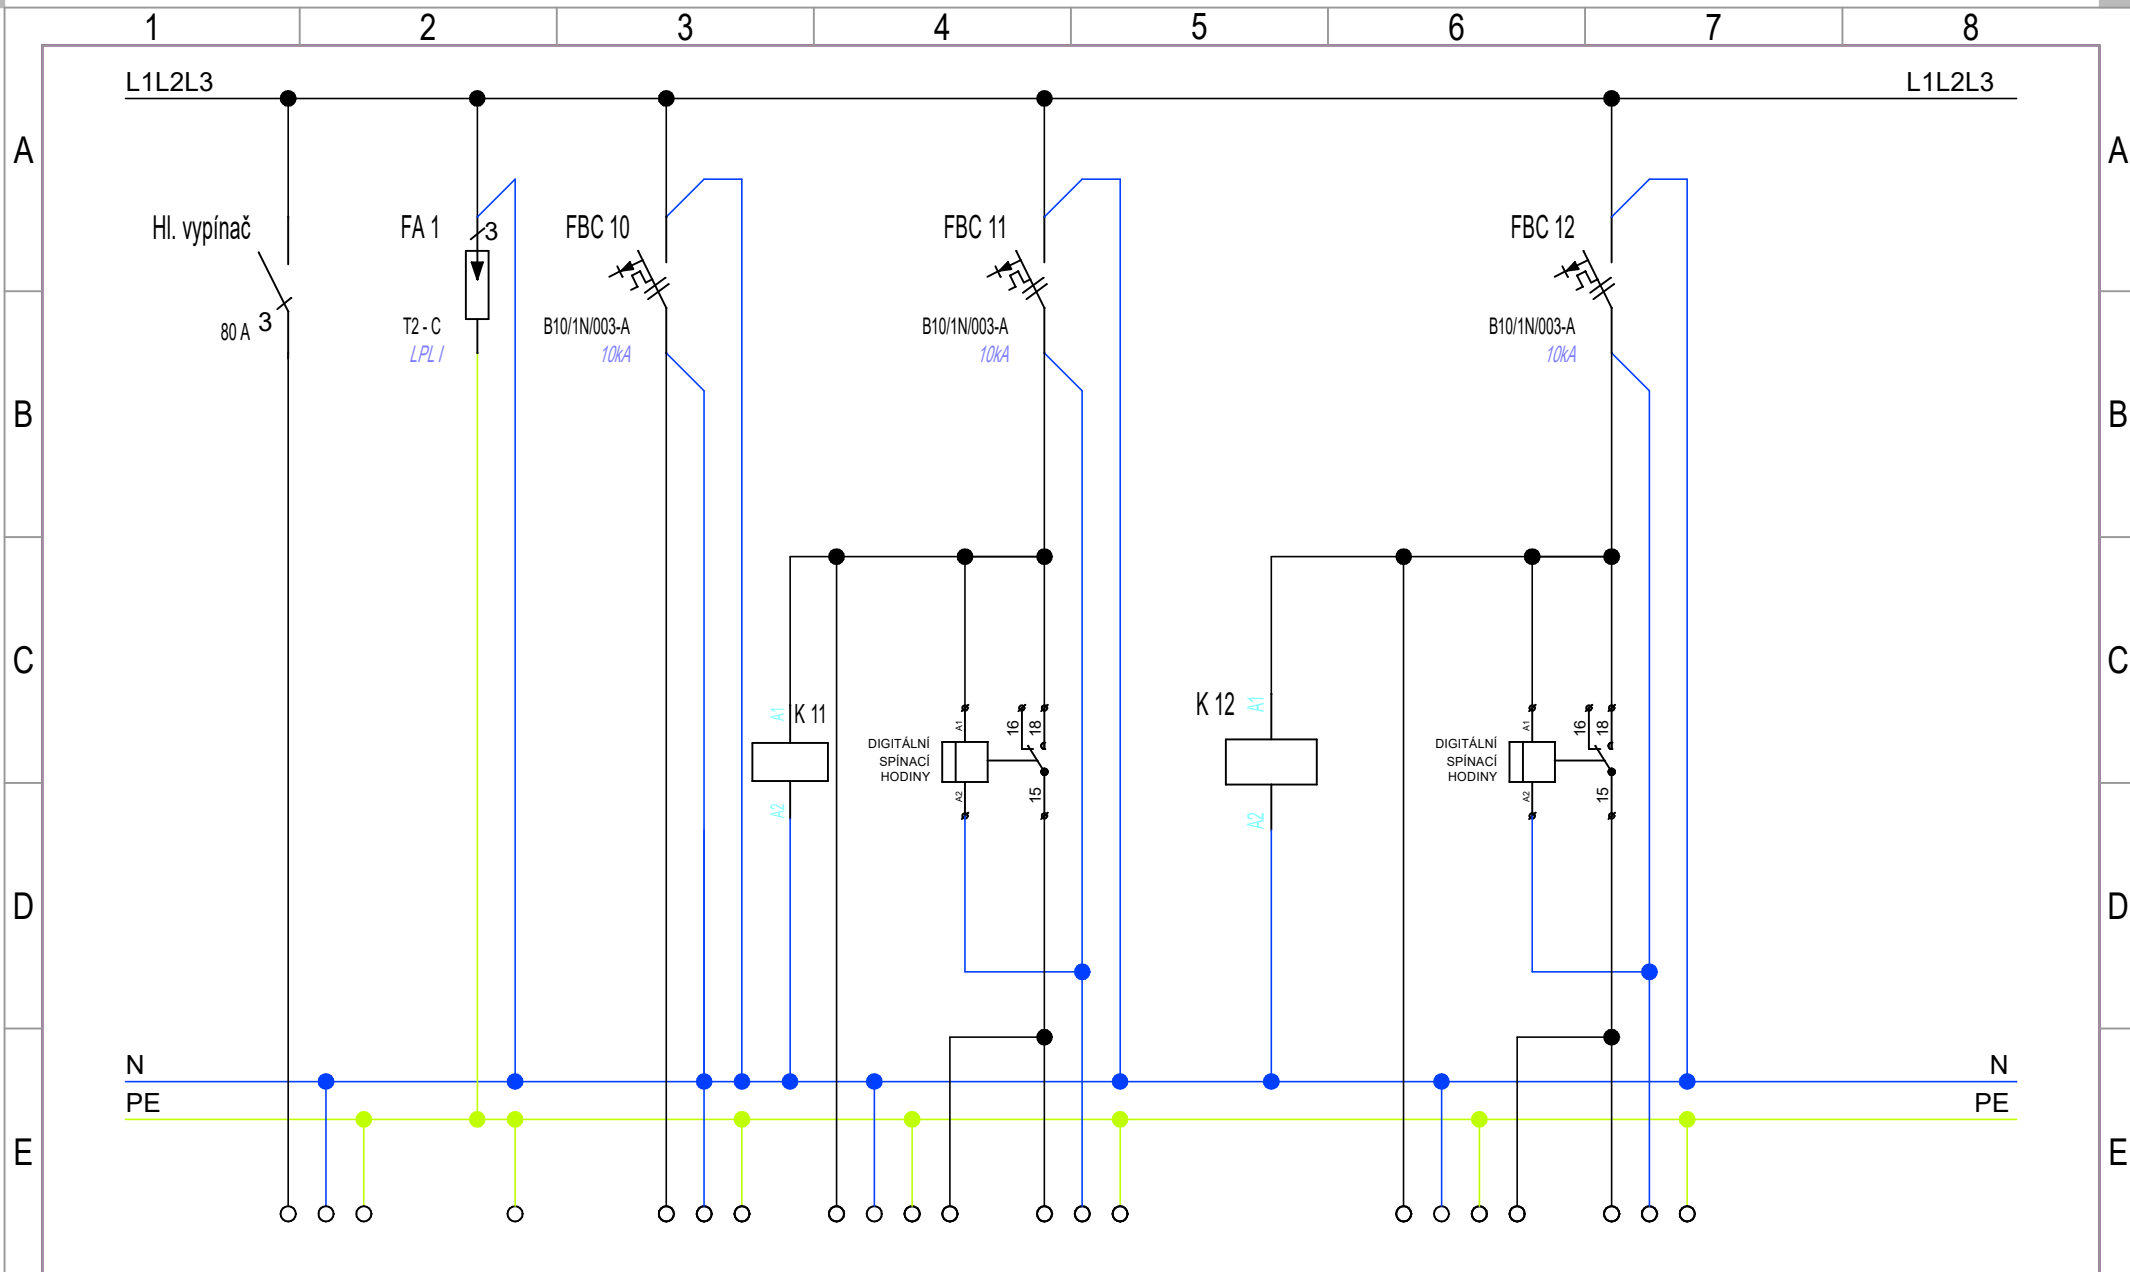 1 2 3 4 5 6 7 8
L1L2L3 L1L2L3
A A
Hl. vypínač FA 1 3 FBC 10 FBC 11 FBC 12
80 A 3 T2 - C B10/1N/003-A B10/1N/003-A B10/1N/003-A
LPL I 10kA 10kA 10kA
B B
C C
A1 K 11 A1 16 18 K 12 A1 A1 16 18
DIGITÁLNÍ DIGITÁLNÍ
SPÍNACÍ SPÍNACÍ
HODINY HODINY
A2 A2 15 A2 A2 15
D D
N N
PE PE
E E